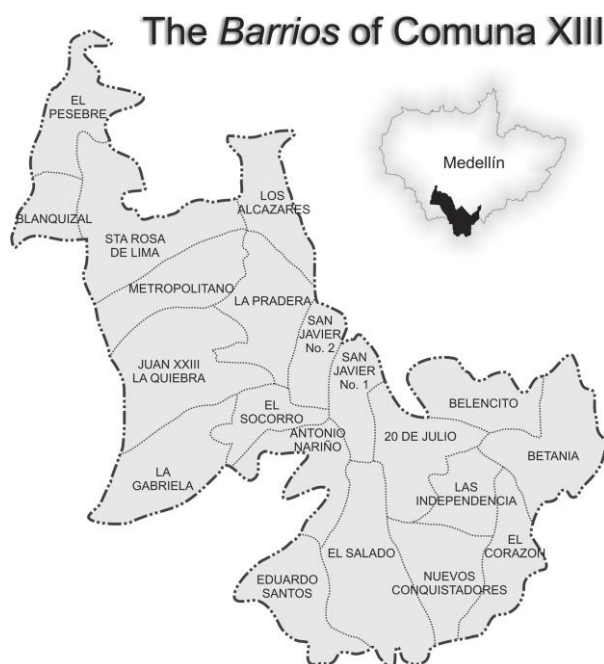 The Barrios of Comuna XIII
EL
PESEBRE
Medellín
LOS
ALCAZARES
BLANQUIZAL
STA ROSA
DE LIMA
METROPOLITANO
LA PRADERA
SAN
JAVIER
No. 2
SAN
JAVIER
No. 1
JUAN XXIII
LA QUIEBRA
BELENCITO
EL
SOCORRO
ANTONIO
NARIÑO
20 DE JULIO
BETANIA
LA
GABRIELA
LAS
INDEPENDENCIA
EL
CORAZON
EL SALADO
EDUARDO
SANTOS
NUEVOS
CONQUISTADORES